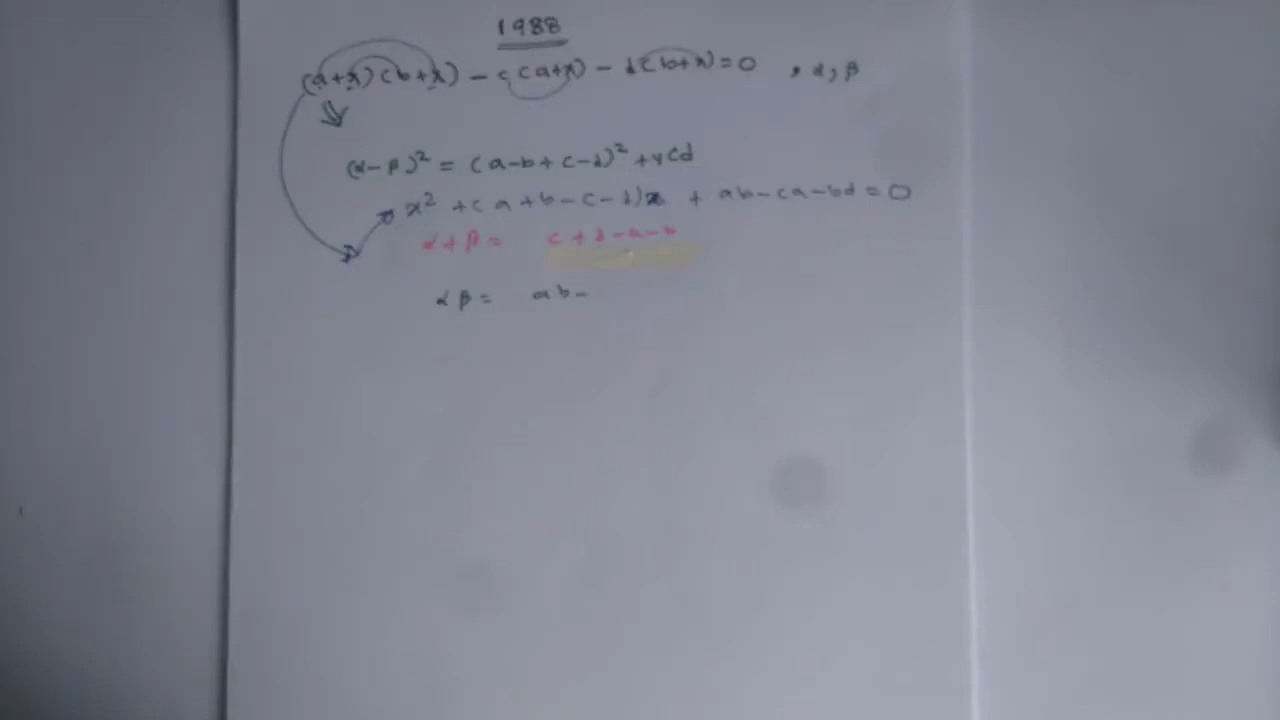 1988
(a+x)(b+x) - c(a+x) - d(b+x) = 0 , α, β
(α-β)² = (a-b+c-d)² + 4cd
x² + (a+b-c-d)x + ab-ca-bd = 0
α+β = c+d-a-b
αβ = ab-